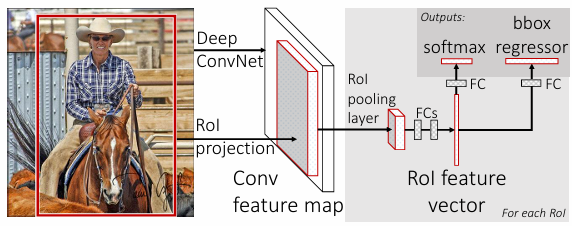 Deep
ConvNet
RoI
projection
Conv
feature map
RoI
pooling
layer
FCs
RoI feature
vector
Outputs:
softmax
bbox
regressor
FC
FC
For each RoI